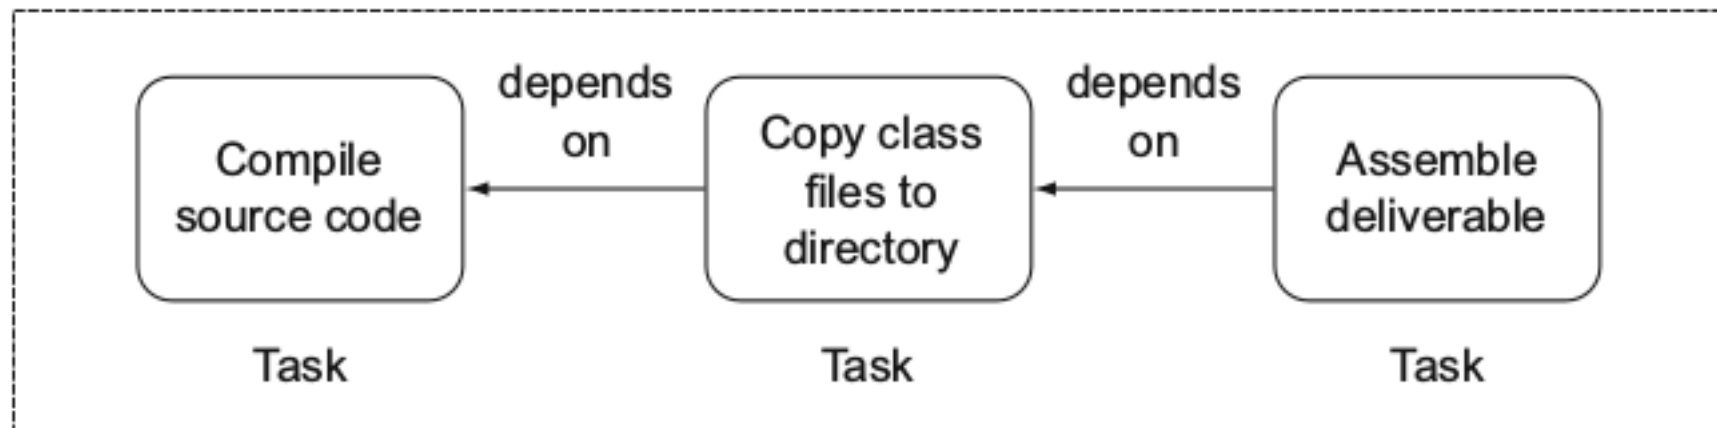 Compile
source code
depends
on
Copy class
files to
directory
depends
on
Assemble
deliverable
Task
Task
Task